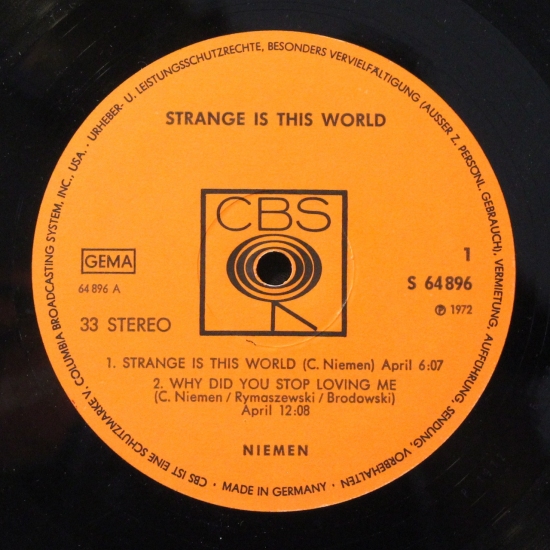 URHEBER- U. LEISTUNGSSCHUTZRECHTE, BESONDERS VERVIELFÄLTIGUNG (AUSSER Z. PERSÖNL. GEBRAUCH), VERMIETUNG, AUFFÜHRUNG, SENDUNG, VORBEHALTEN · MADE IN GERMANY · CBS IST EINE SCHUTZMARKE V. COLUMBIA BROADCASTING SYSTEM, INC., USA. -
STRANGE IS THIS WORLD
CBS
GEMA
64 896 A
33 STEREO
1
S 64 896
℗ 1972
1. STRANGE IS THIS WORLD (C. Niemen) April 6:07
2. WHY DID YOU STOP LOVING ME
(C. Niemen / Rymaszewski / Brodowski)
April 12:08
NIEMEN